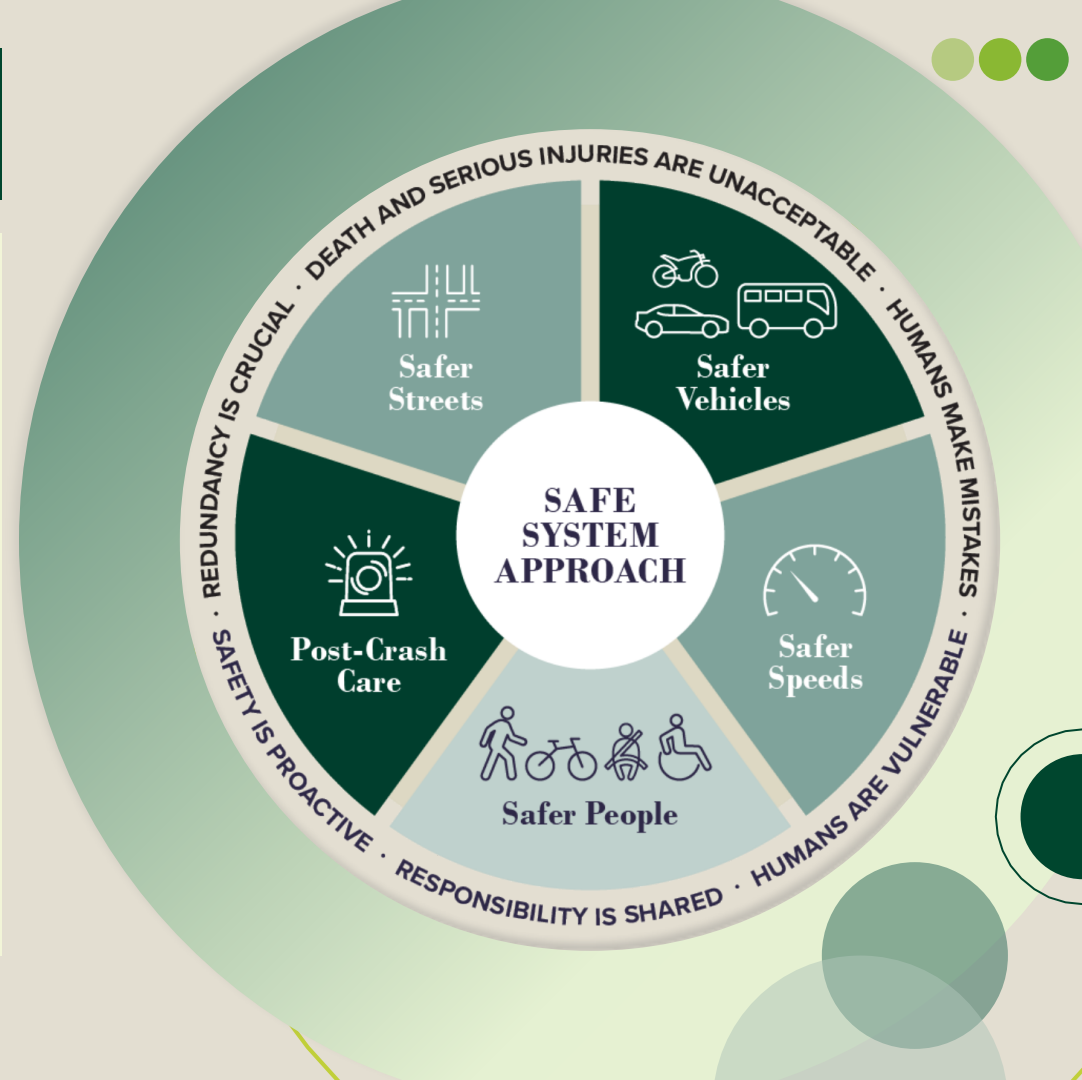 DEATH AND SERIOUS INJURIES ARE UNACCEPTABLE · HUMANS MAKE MISTAKES · HUMANS ARE VULNERABLE · RESPONSIBILITY IS SHARED · SAFETY IS PROACTIVE · REDUNDANCY IS CRUCIAL ·
Safer
Streets
Safer
Vehicles
SAFE
SYSTEM
APPROACH
Safer
Speeds
Post-Crash
Care
Safer People